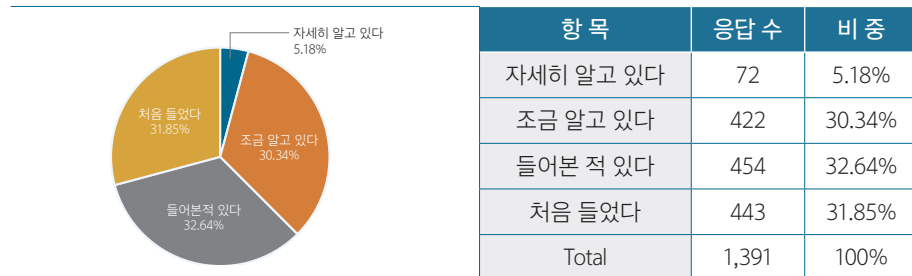 자세히 알고 있다
5.18%
조금 알고 있다
30.34%
들어본적 있다
32.64%
처음 들었다
31.85%
항 목 응답 수 비 중
자세히 알고 있다 72 5.18%
조금 알고 있다 422 30.34%
들어본 적 있다 454 32.64%
처음 들었다 443 31.85%
Total 1,391 100%